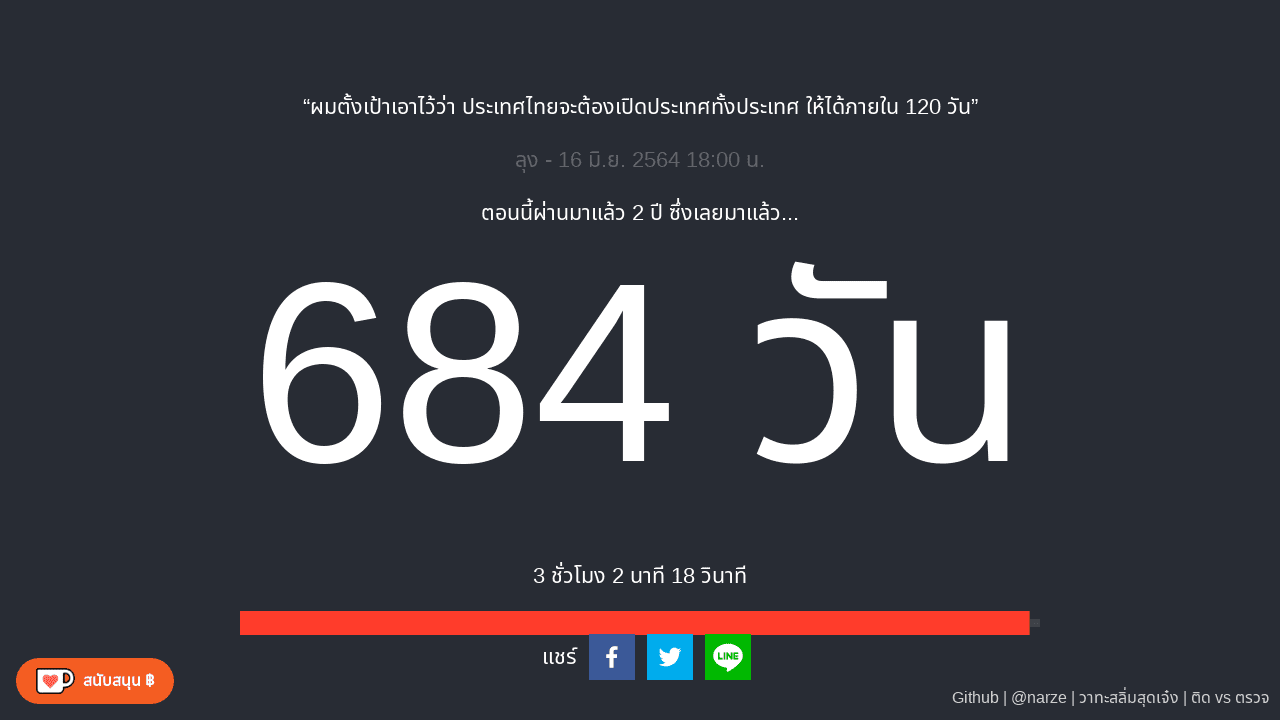 “ผมตั้งเป้าเอาไว้ว่า ประเทศไทยจะต้องเปิดประเทศทั้งประเทศ ให้ได้ภายใน 120 วัน”
ลุง - 16 มิ.ย. 2564 18:00 น.
ตอนนี้ผ่านมาแล้ว 2 ปี ซึ่งเลยมาแล้ว...
684 วัน
3 ชั่วโมง 2 นาที 18 วินาที
แชร์
LINE
สนับสนุน ฿
Github | @narze | วาทะสลิ่มสุดเจ๋ง | ติด vs ตรวจ